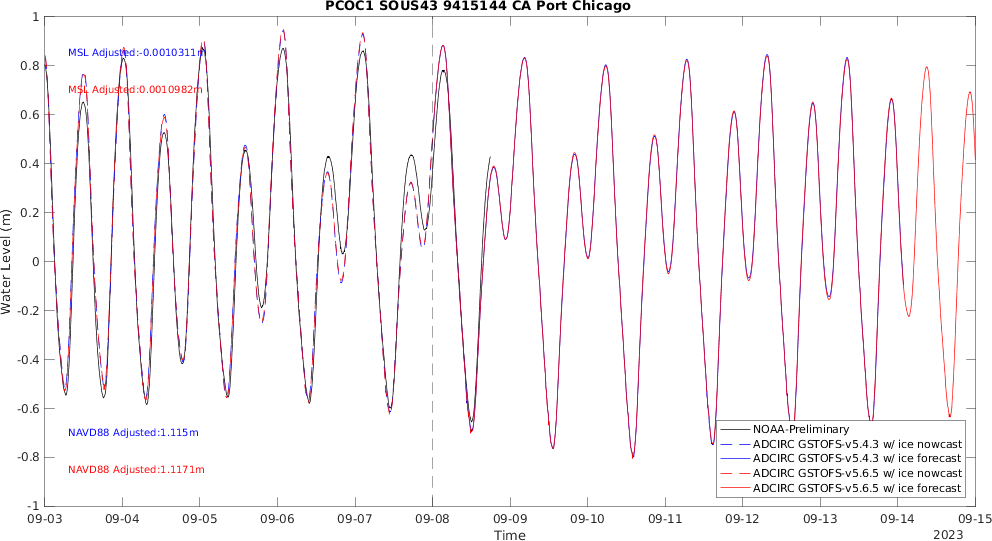 PCOC1 SOUS43 9415144 CA Port Chicago
1
0.8
0.6
0.4
0.2
0
-0.2
-0.4
-0.6
-0.8
-1
Water Level (m)
MSL Adjusted:-0.0010311m
MSL Adjusted:0.0010982m
NAVD88 Adjusted:1.115m
NAVD88 Adjusted:1.1171m
NOAA-Preliminary
ADCIRC GSTOFS-v5.4.3 w/ ice nowcast
ADCIRC GSTOFS-v5.4.3 w/ ice forecast
ADCIRC GSTOFS-v5.6.5 w/ ice nowcast
ADCIRC GSTOFS-v5.6.5 w/ ice forecast
09-03 09-04 09-05 09-06 09-07 09-08 09-09 09-10 09-11 09-12 09-13 09-14 09-15
Time
2023